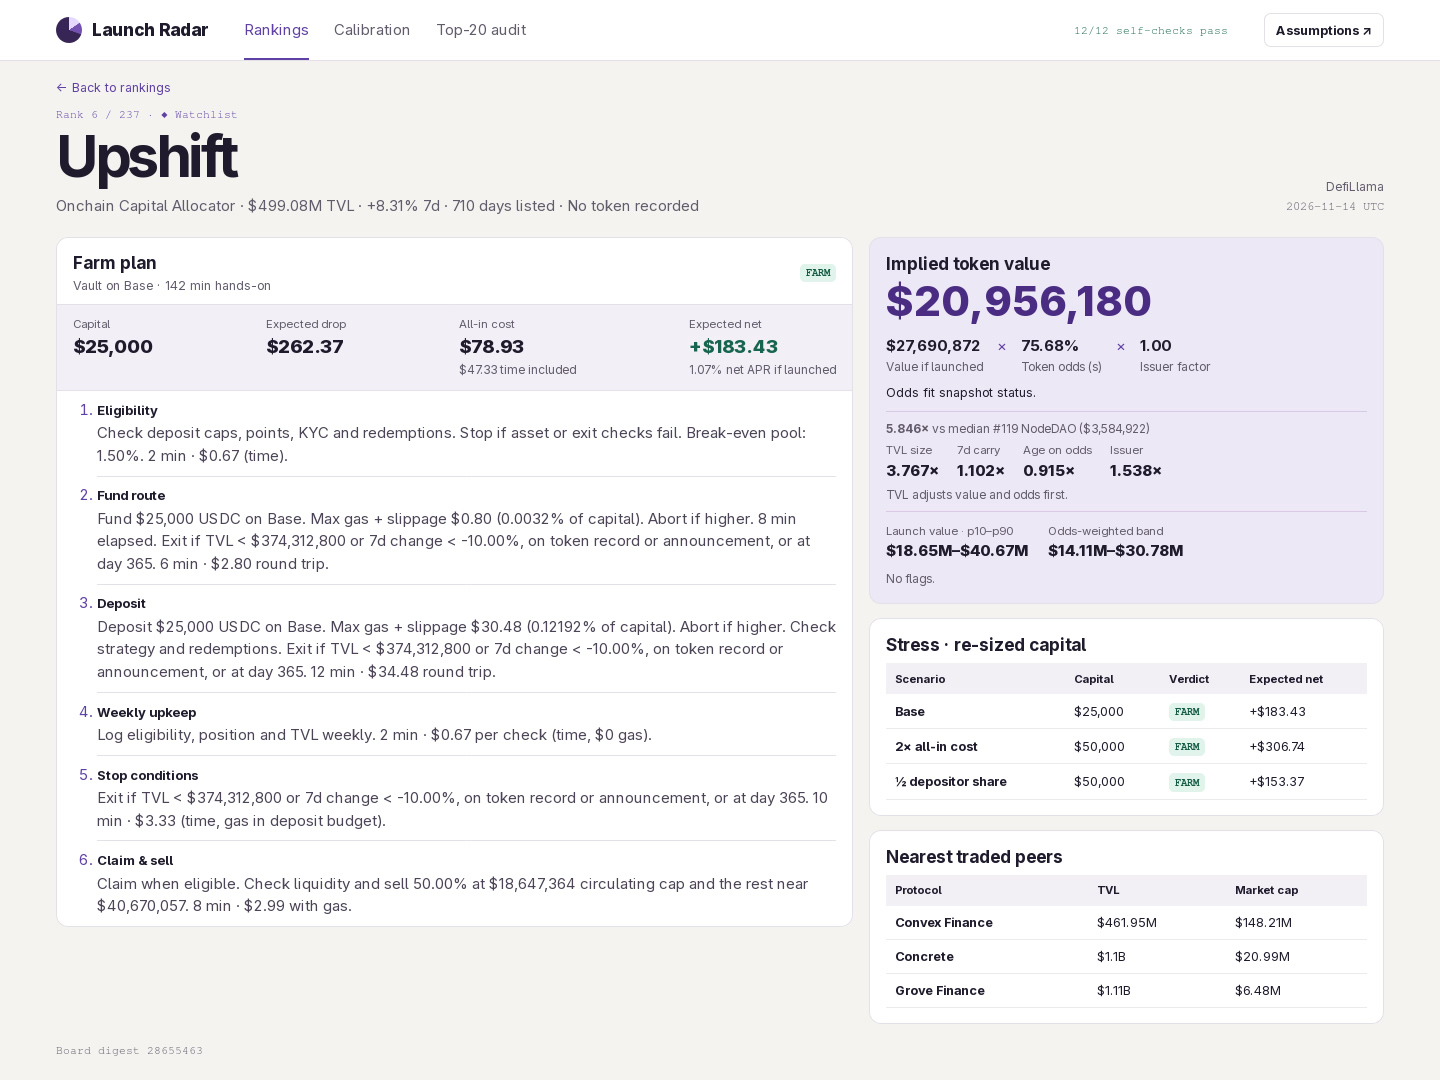 Launch Radar
Rankings
Calibration
Top-20 audit
12/12 self-checks pass
Assumptions ↗
← Back to rankings
Rank 6 / 237 · ◆ Watchlist
Upshift
Onchain Capital Allocator · $499.08M TVL · +8.31% 7d · 710 days listed · No token recorded
DefiLlama
2026-11-14 UTC
Farm plan
Vault on Base · 142 min hands-on
FARM
Capital
$25,000
Expected drop
$262.37
All-in cost
$78.93
$47.33 time included
Expected net
+$183.43
1.07% net APR if launched
1. Eligibility
Check deposit caps, points, KYC and redemptions. Stop if asset or exit checks fail. Break-even pool:
1.50%. 2 min · $0.67 (time).
2. Fund route
Fund $25,000 USDC on Base. Max gas + slippage $0.80 (0.0032% of capital). Abort if higher. 8 min
elapsed. Exit if TVL < $374,312,800 or 7d change < -10.00%, on token record or announcement, or at
day 365. 6 min · $2.80 round trip.
3. Deposit
Deposit $25,000 USDC on Base. Max gas + slippage $30.48 (0.12192% of capital). Abort if higher. Check
strategy and redemptions. Exit if TVL < $374,312,800 or 7d change < -10.00%, on token record or
announcement, or at day 365. 12 min · $34.48 round trip.
4. Weekly upkeep
Log eligibility, position and TVL weekly. 2 min · $0.67 per check (time, $0 gas).
5. Stop conditions
Exit if TVL < $374,312,800 or 7d change < -10.00%, on token record or announcement, or at day 365. 10
min · $3.33 (time, gas in deposit budget).
6. Claim & sell
Claim when eligible. Check liquidity and sell 50.00% at $18,647,364 circulating cap and the rest near
$40,670,057. 8 min · $2.99 with gas.
Implied token value
$20,956,180
$27,690,872 × 75.68% × 1.00
Value if launched Token odds (s) Issuer factor
Odds fit snapshot status.
5.846× vs median #119 NodeDAO ($3,584,922)
TVL size 7d carry Age on odds Issuer
3.767× 1.102× 0.915× 1.538×
TVL adjusts value and odds first.
Launch value · p10–p90 Odds-weighted band
$18.65M–$40.67M $14.11M–$30.78M
No flags.
Stress · re-sized capital
Scenario Capital Verdict Expected net
Base $25,000 FARM +$183.43
2× all-in cost $50,000 FARM +$306.74
½ depositor share $50,000 FARM +$153.37
Nearest traded peers
Protocol TVL Market cap
Convex Finance $461.95M $148.21M
Concrete $1.1B $20.99M
Grove Finance $1.11B $6.48M
Board digest 28655463